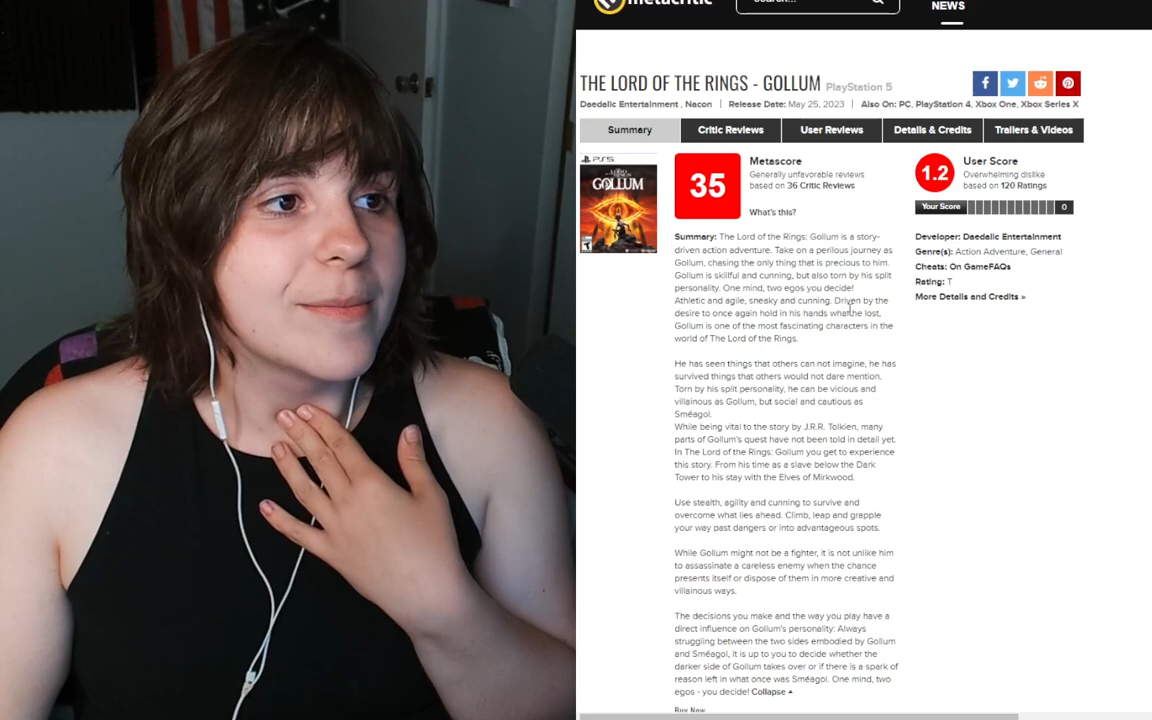 metacritic
Search...
NEWS
THE LORD OF THE RINGS - GOLLUM PlayStation 5
Daedalic Entertainment , Nacon | Release Date: May 25, 2023 | Also On: PC, PlayStation 4, Xbox One, Xbox Series X
Summary Critic Reviews User Reviews Details & Credits Trailers & Videos
PS5
GOLLUM
35
Metascore
Generally unfavorable reviews
based on 36 Critic Reviews
What's this?
1.2
User Score
Overwhelming dislike
based on 120 Ratings
Your Score 0
Summary: The Lord of the Rings: Gollum is a story-
driven action adventure. Take on a perilous journey as
Gollum, chasing the only thing that is precious to him.
Gollum is skillful and cunning, but also torn by his split
personality. One mind, two egos you decide!
Athletic and agile, sneaky and cunning. Driven by the
desire to once again hold in his hands what he lost,
Gollum is one of the most fascinating characters in the
world of The Lord of the Rings.
He has seen things that others can not imagine, he has
survived things that others would not dare mention.
Torn by his split personality, he can be vicious and
villainous as Gollum, but social and cautious as
Sméagol.
While being vital to the story by J.R.R. Tolkien, many
parts of Gollum's quest have not been told in detail yet.
In The Lord of the Rings: Gollum you get to experience
this story. From his time as a slave below the Dark
Tower to his stay with the Elves of Mirkwood.
Use stealth, agility and cunning to survive and
overcome what lies ahead. Climb, leap and grapple
your way past dangers or into advantageous spots.
While Gollum might not be a fighter, it is not unlike him
to assassinate a careless enemy when the chance
presents itself or dispose of them in more creative and
villainous ways.
The decisions you make and the way you play have a
direct influence on Gollum's personality: Always
struggling between the two sides embodied by Gollum
and Sméagol, it is up to you to decide whether the
darker side of Gollum takes over or if there is a spark of
reason left in what once was Sméagol. One mind, two
egos - you decide! Collapse
Buy Now
Developer: Daedalic Entertainment
Genre(s): Action Adventure, General
Cheats: On GameFAQs
Rating: T
More Details and Credits »